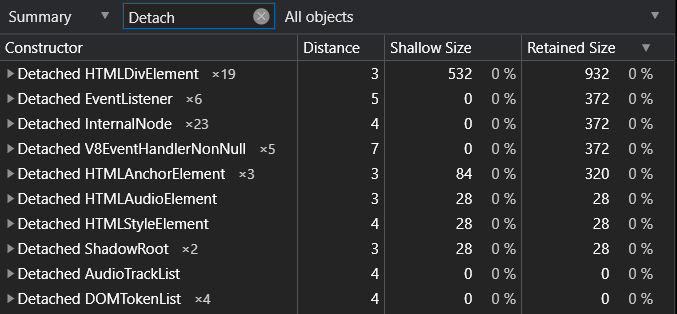 Summary Detach All objects
Constructor Distance Shallow Size Retained Size
Detached HTMLDivElement ×19 3 532 0 % 932 0 %
Detached EventListener ×6 5 0 0 % 372 0 %
Detached InternalNode ×23 4 0 0 % 372 0 %
Detached V8EventHandlerNonNull ×5 7 0 0 % 372 0 %
Detached HTMLAnchorElement ×3 3 84 0 % 320 0 %
Detached HTMLAudioElement 3 28 0 % 28 0 %
Detached HTMLStyleElement 4 28 0 % 28 0 %
Detached ShadowRoot ×2 3 28 0 % 28 0 %
Detached AudioTrackList 4 0 0 % 0 0 %
Detached DOMTokenList ×4 4 0 0 % 0 0 %